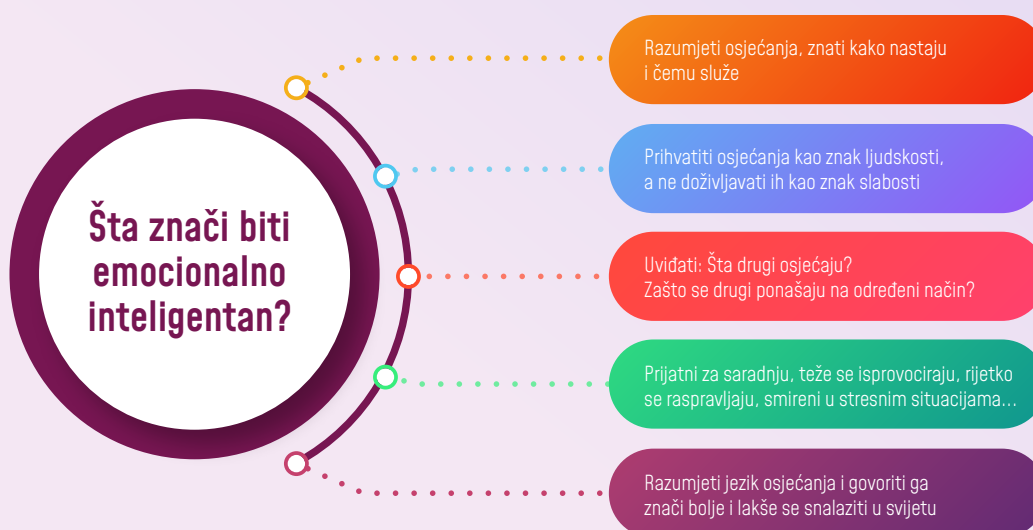 Šta znači biti
emocionalno
inteligentan?
Razumjeti osjećanja, znati kako nastaju
i čemu služe
Prihvatiti osjećanja kao znak ljudskosti,
a ne doživljavati ih kao znak slabosti
Uviđati: Šta drugi osjećaju?
Zašto se drugi ponašaju na određeni način?
Prijatni za saradnju, teže se isprovociraju, rijetko
se raspravljaju, smireni u stresnim situacijama...
Razumjeti jezik osjećanja i govoriti ga
znači bolje i lakše se snalaziti u svijetu